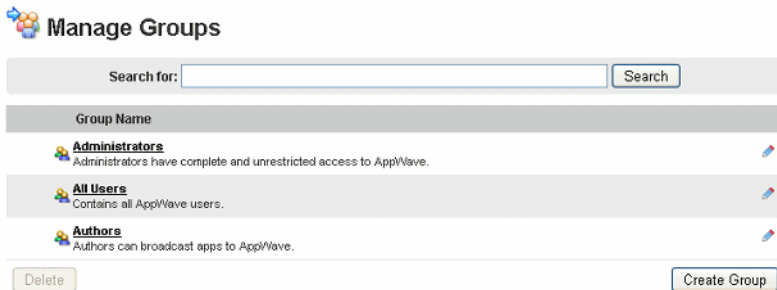 Manage Groups
Search for: Search
Group Name
Administrators
Administrators have complete and unrestricted access to AppWave.
All Users
Contains all AppWave users.
Authors
Authors can broadcast apps to AppWave.
Delete Create Group